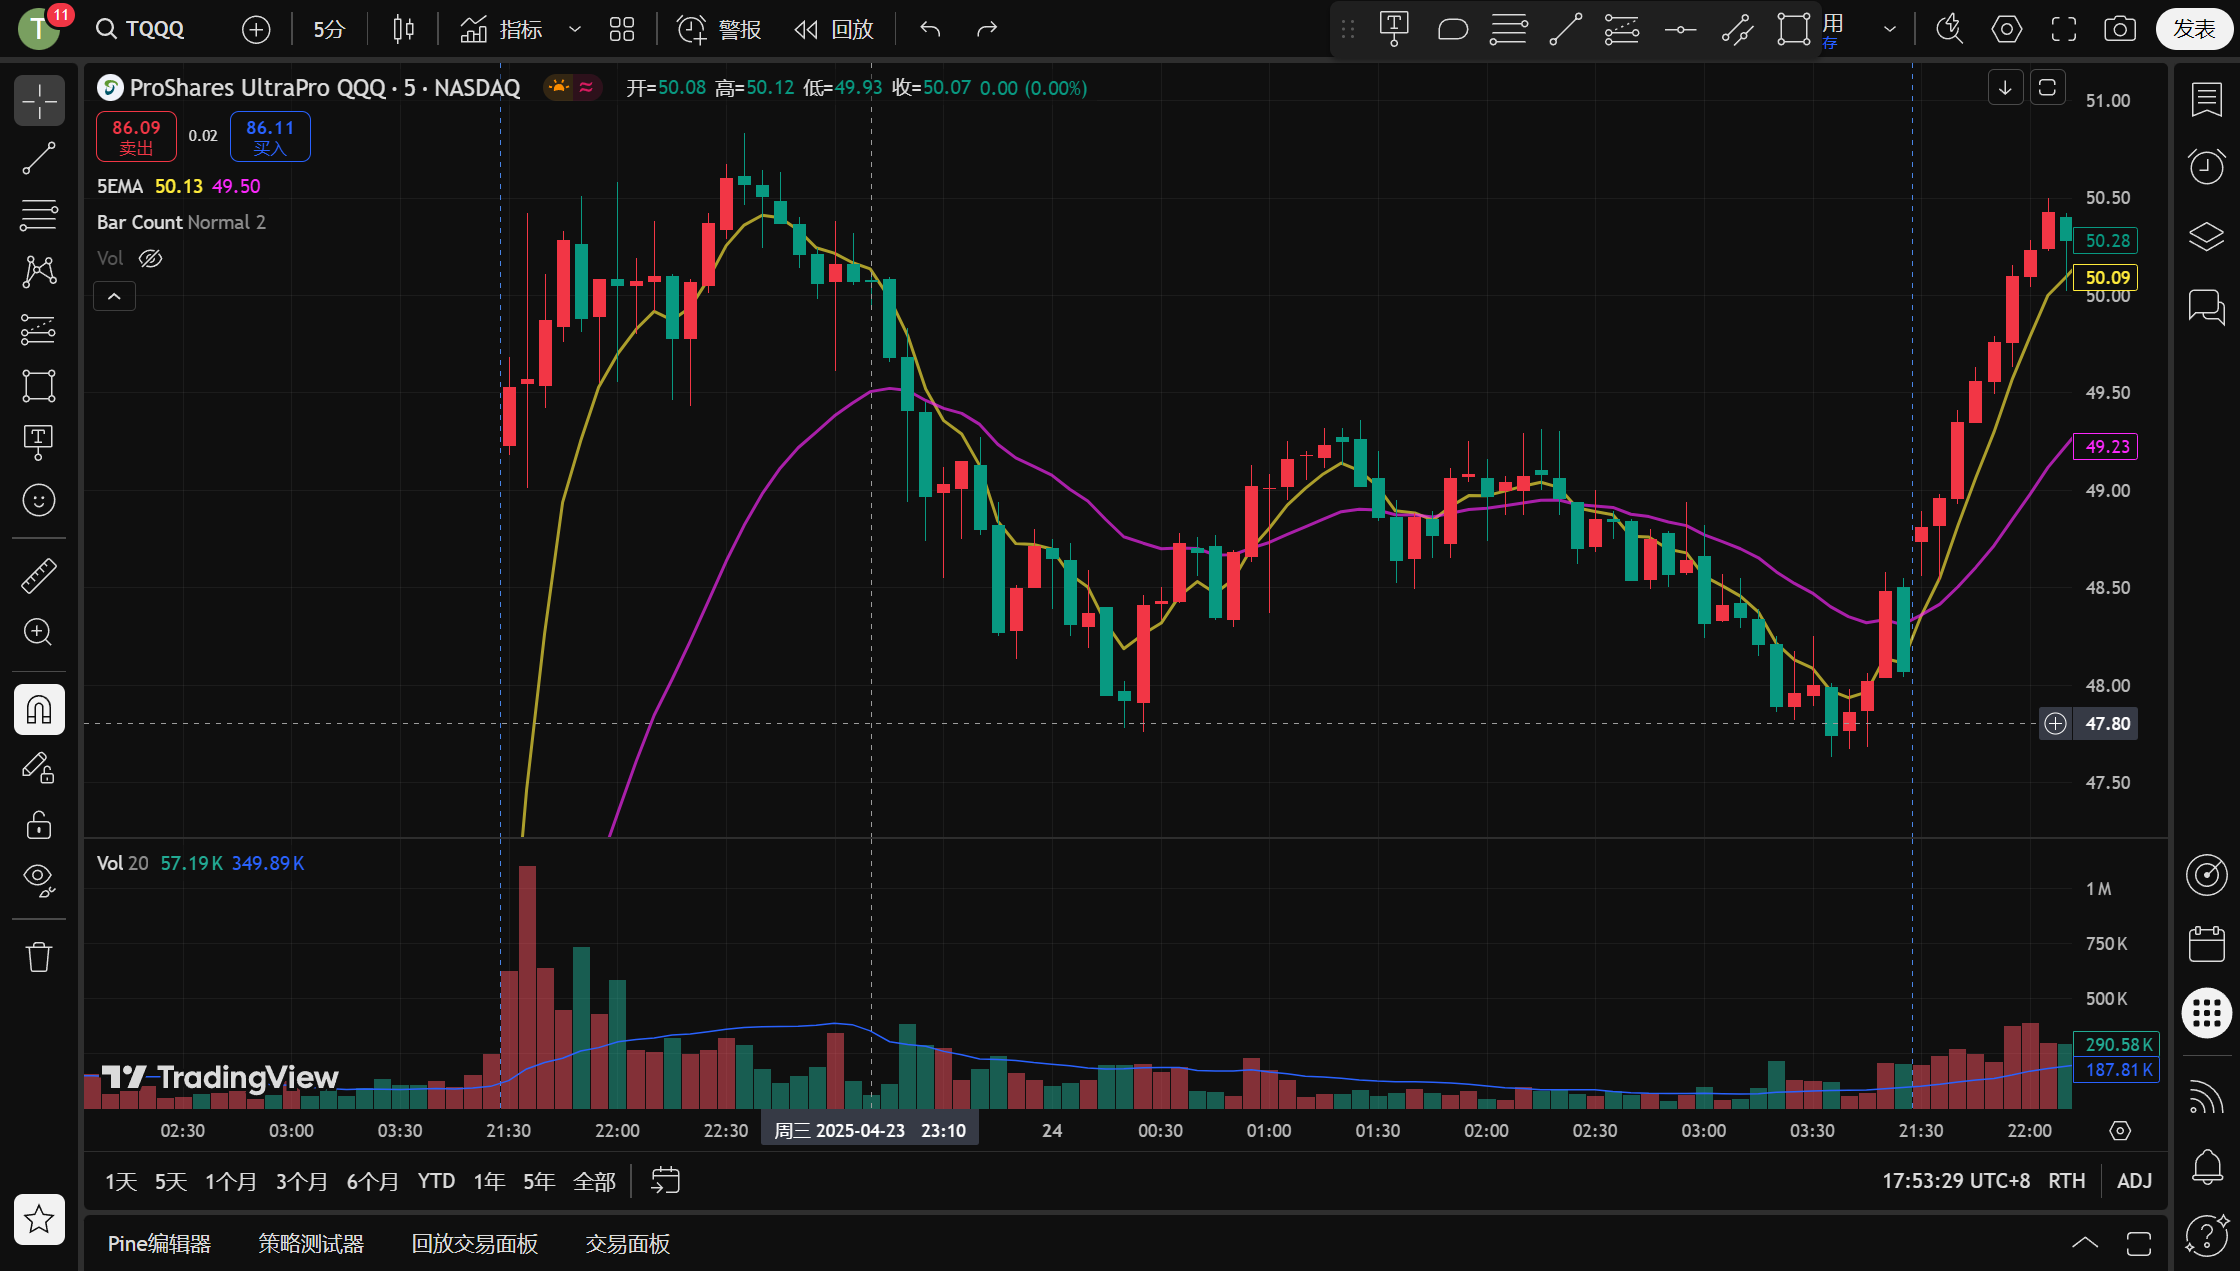 T 11 TQQQ 5分 指标 警报 回放 用 存 发表
ProShares UltraPro QQQ · 5 · NASDAQ 开=50.08 高=50.12 低=49.93 收=50.07 0.00 (0.00%)
86.09 卖出 0.02 86.11 买入
5EMA 50.13 49.50
Bar Count Normal 2
Vol
51.00
50.50
50.28
50.09
50.00
49.50
49.23
49.00
48.50
48.00
47.80
47.50
Vol 20 57.19K 349.89K
1M
750K
500K
290.58K
187.81K
TradingView
02:30 03:00 03:30 21:30 22:00 22:30 周三 2025-04-23 23:10 24 00:30 01:00 01:30 02:00 02:30 03:00 03:30 21:30 22:00
1天 5天 1个月 3个月 6个月 YTD 1年 5年 全部 17:53:29 UTC+8 RTH ADJ
Pine编辑器 策略测试器 回放交易面板 交易面板